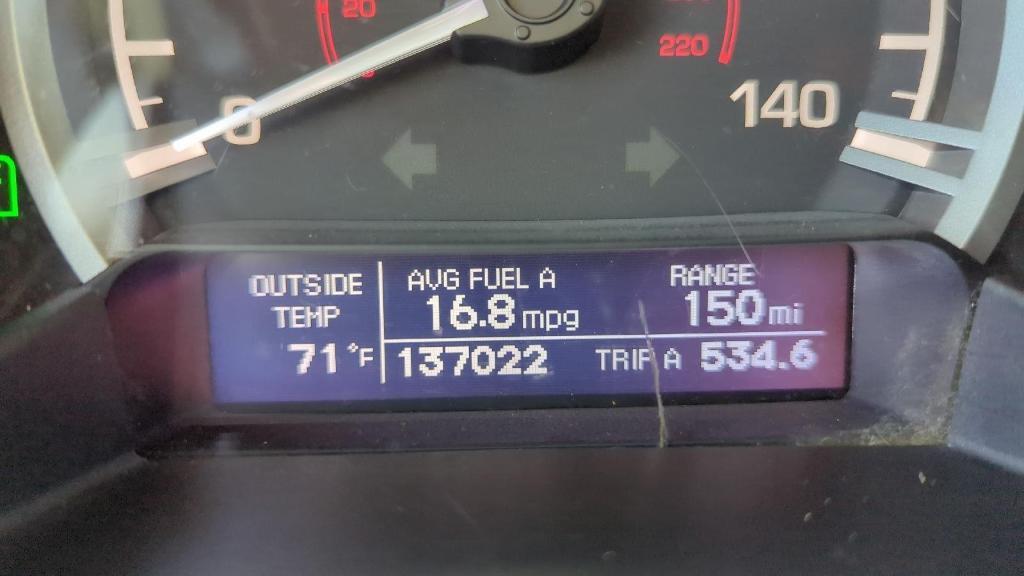 20
220
0
140
OUTSIDE
TEMP
71°F
AVG FUEL A
16.8 mpg
RANGE
150 mi
137022
TRIP A 534.6